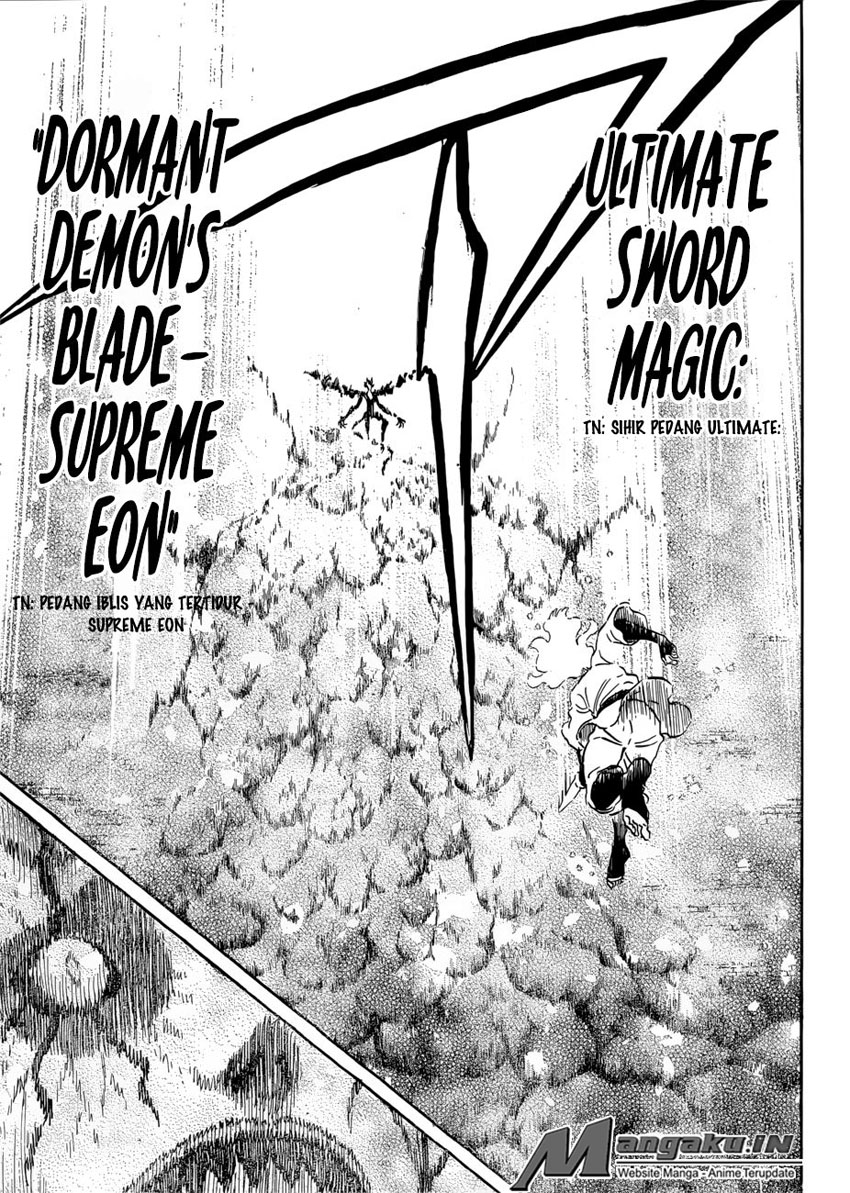 ULTIMATE
SWORD
MAGIC:
TN: SIHIR PEDANG ULTIMATE:
"DORMANT
DEMON'S
BLADE –
SUPREME
EON"
TN: PEDANG IBLIS YANG TERTIDUR -
SUPREME EON
Mangaku.IN
Website Manga - Anime Terupdate